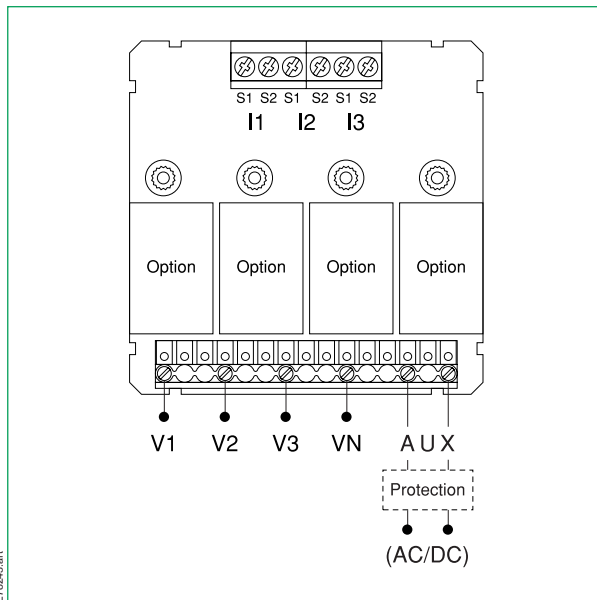 S1 S2 S1 S2 S1 S2
I1 I2 I3
Option Option Option Option
V1 V2 V3 VN AUX
Protection
(AC/DC)